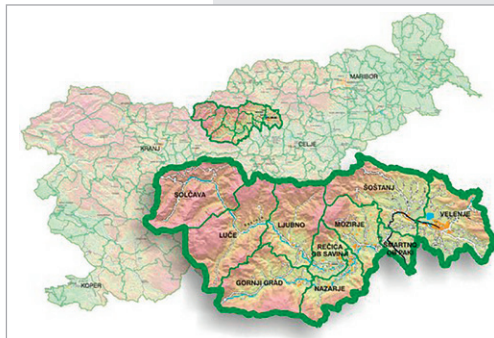 MARIBOR
KRANJ
CELJE
KOPER
SOLČAVA
ŠOŠTANJ
VELENJE
LUČE
LJUBNO
MOZIRJE
REČICA
OB SAVINJI
ŠMARTNO
OB PAKI
GORNJI GRAD
NAZARJE